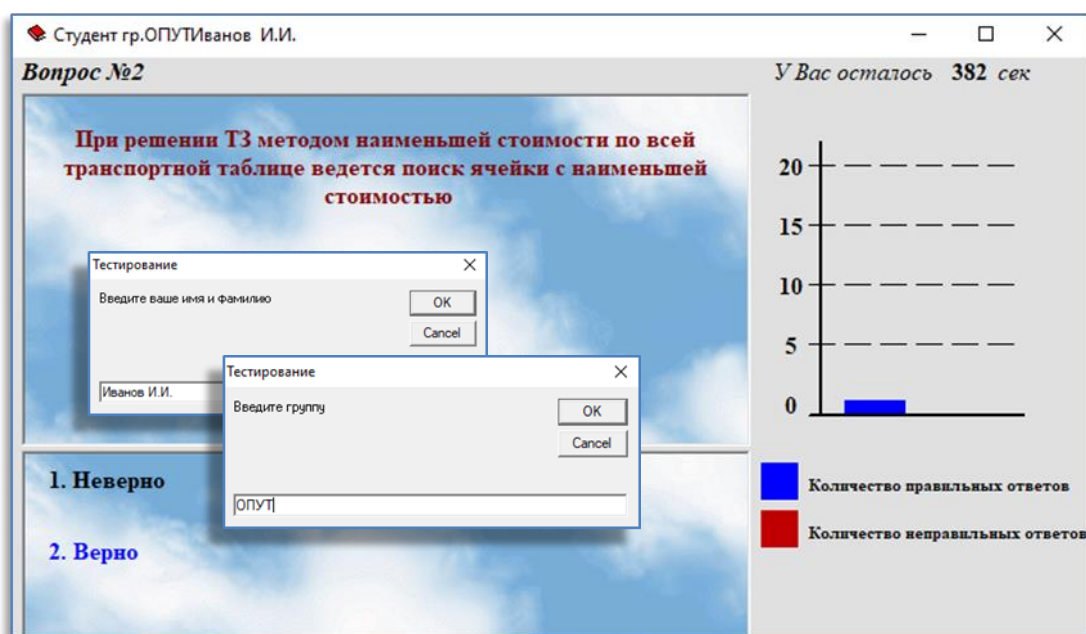 Студент гр.ОПУТИванов И.И.
Вопрос №2
У Вас осталось 382 сек
При решении ТЗ методом наименьшей стоимости по всей
транспортной таблице ведется поиск ячейки с наименьшей
стоимостью
Тестирование
Введите ваше имя и фамилию
OK
Cancel
Иванов И.И.
Тестирование
Введите группу
OK
Cancel
ОПУТ
1. Неверно
2. Верно
20
15
10
5
0
Количество правильных ответов
Количество неправильных ответов